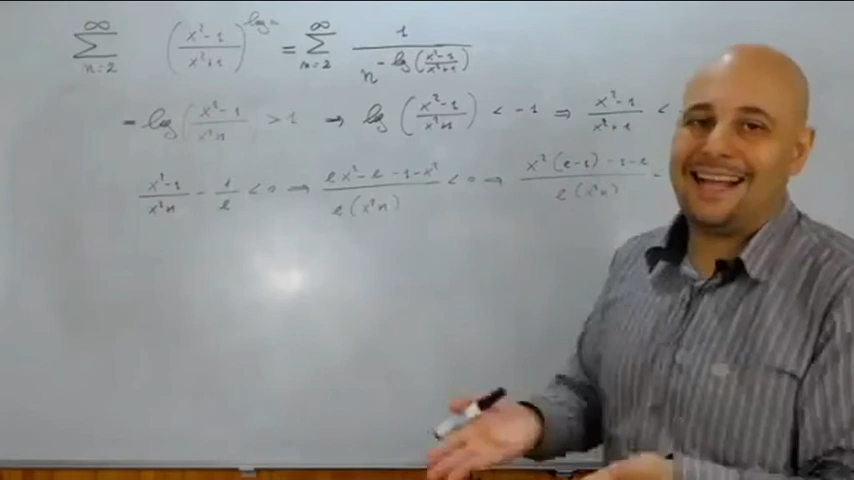 ∞ ∑ n=2 (x²-1 / x²+1)^{log n} = ∞ ∑ n=2 1 / n^{-log(x²-1 / x²+1)}
-log(x²-1 / x²+1) > 1 → log(x²-1 / x²+1) < -1 ⇒ x²-1 / x²+1 <
x²-1 / x²+1 - 1/e < 0 ⇒ ex²-e-1-x² / e(x²+1) < 0 ⇒ x²(e-1)-1-e / e(x²+1)